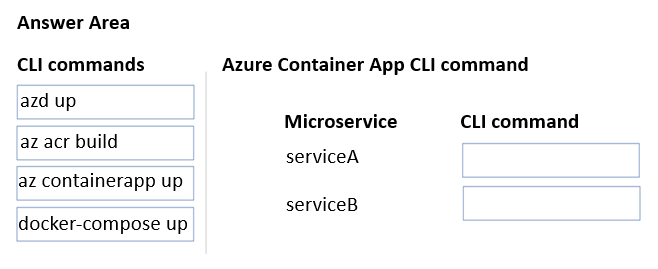 Answer Area
CLI commands
azd up
az acr build
az containerapp up
docker-compose up
Azure Container App CLI command
Microservice CLI command
serviceA
serviceB